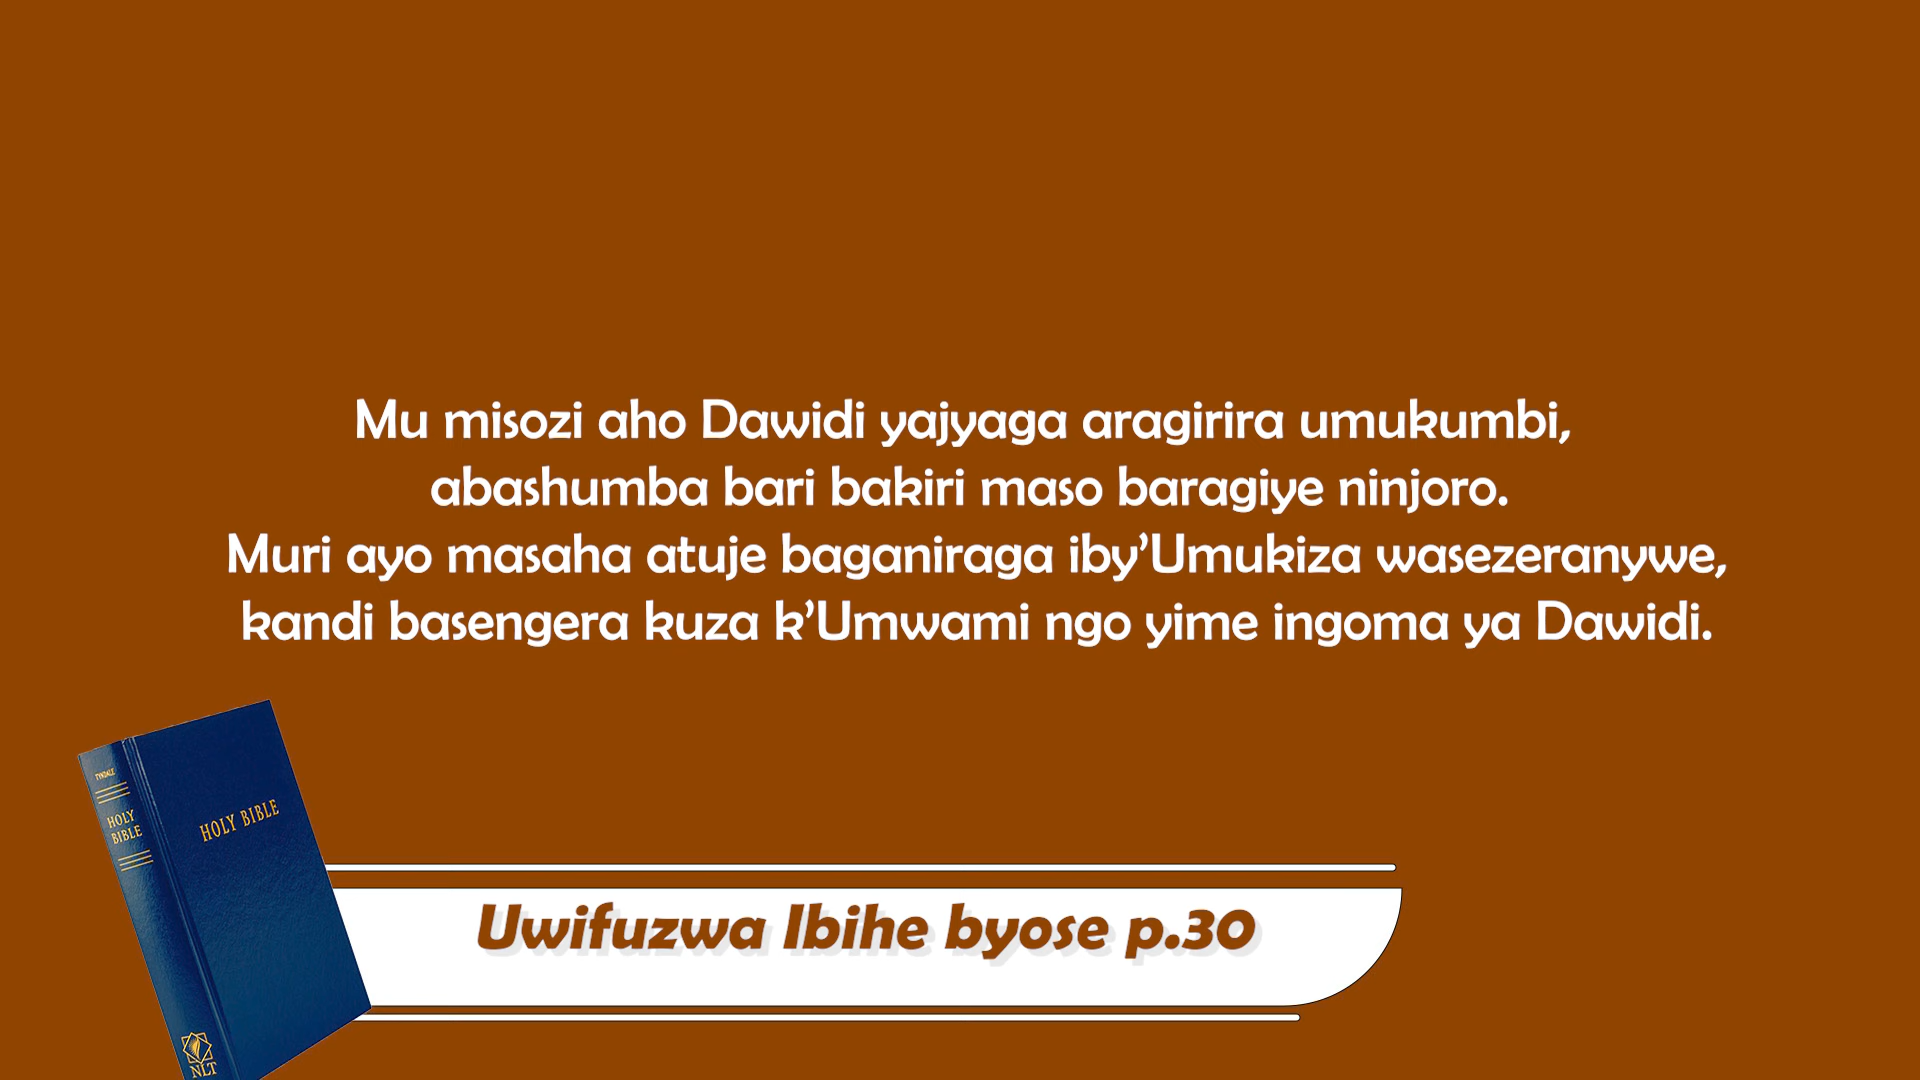 Mu misozi aho Dawidi yajyaga aragirira umukumbi,
abashumba bari bakiri maso baragiye ninjoro.
Muri ayo masaha atuje baganiraga iby’Umukiza wasezeranywe,
kandi basengera kuza k’Umwami ngo yime ingoma ya Dawidi.
TYNDALE
HOLY
BIBLE
HOLY BIBLE
NLT
Uwifuzwa Ibihe byose p.30